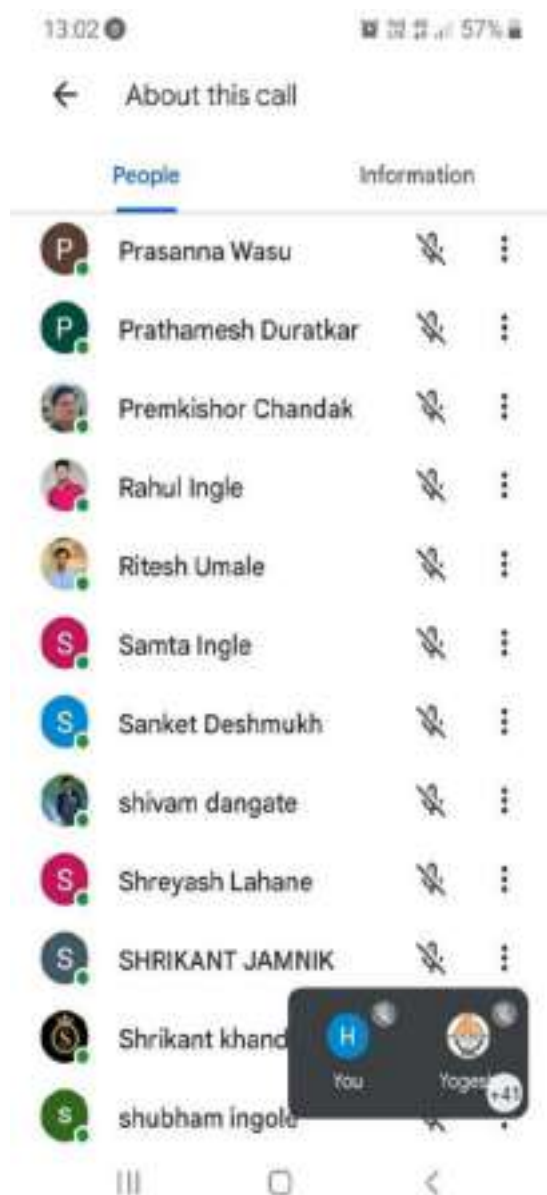 13.02
57%
About this call
People Information
P Prasanna Wasu
P Prathamesh Duratkar
Premkishor Chandak
Rahul Ingle
Ritesh Umale
S Samta Ingle
S Sanket Deshmukh
shivam dangate
S Shreyash Lahane
S SHRIKANT JAMNIK
S Shrikant khand
H
You Yogesh
+41
s shubham ingole